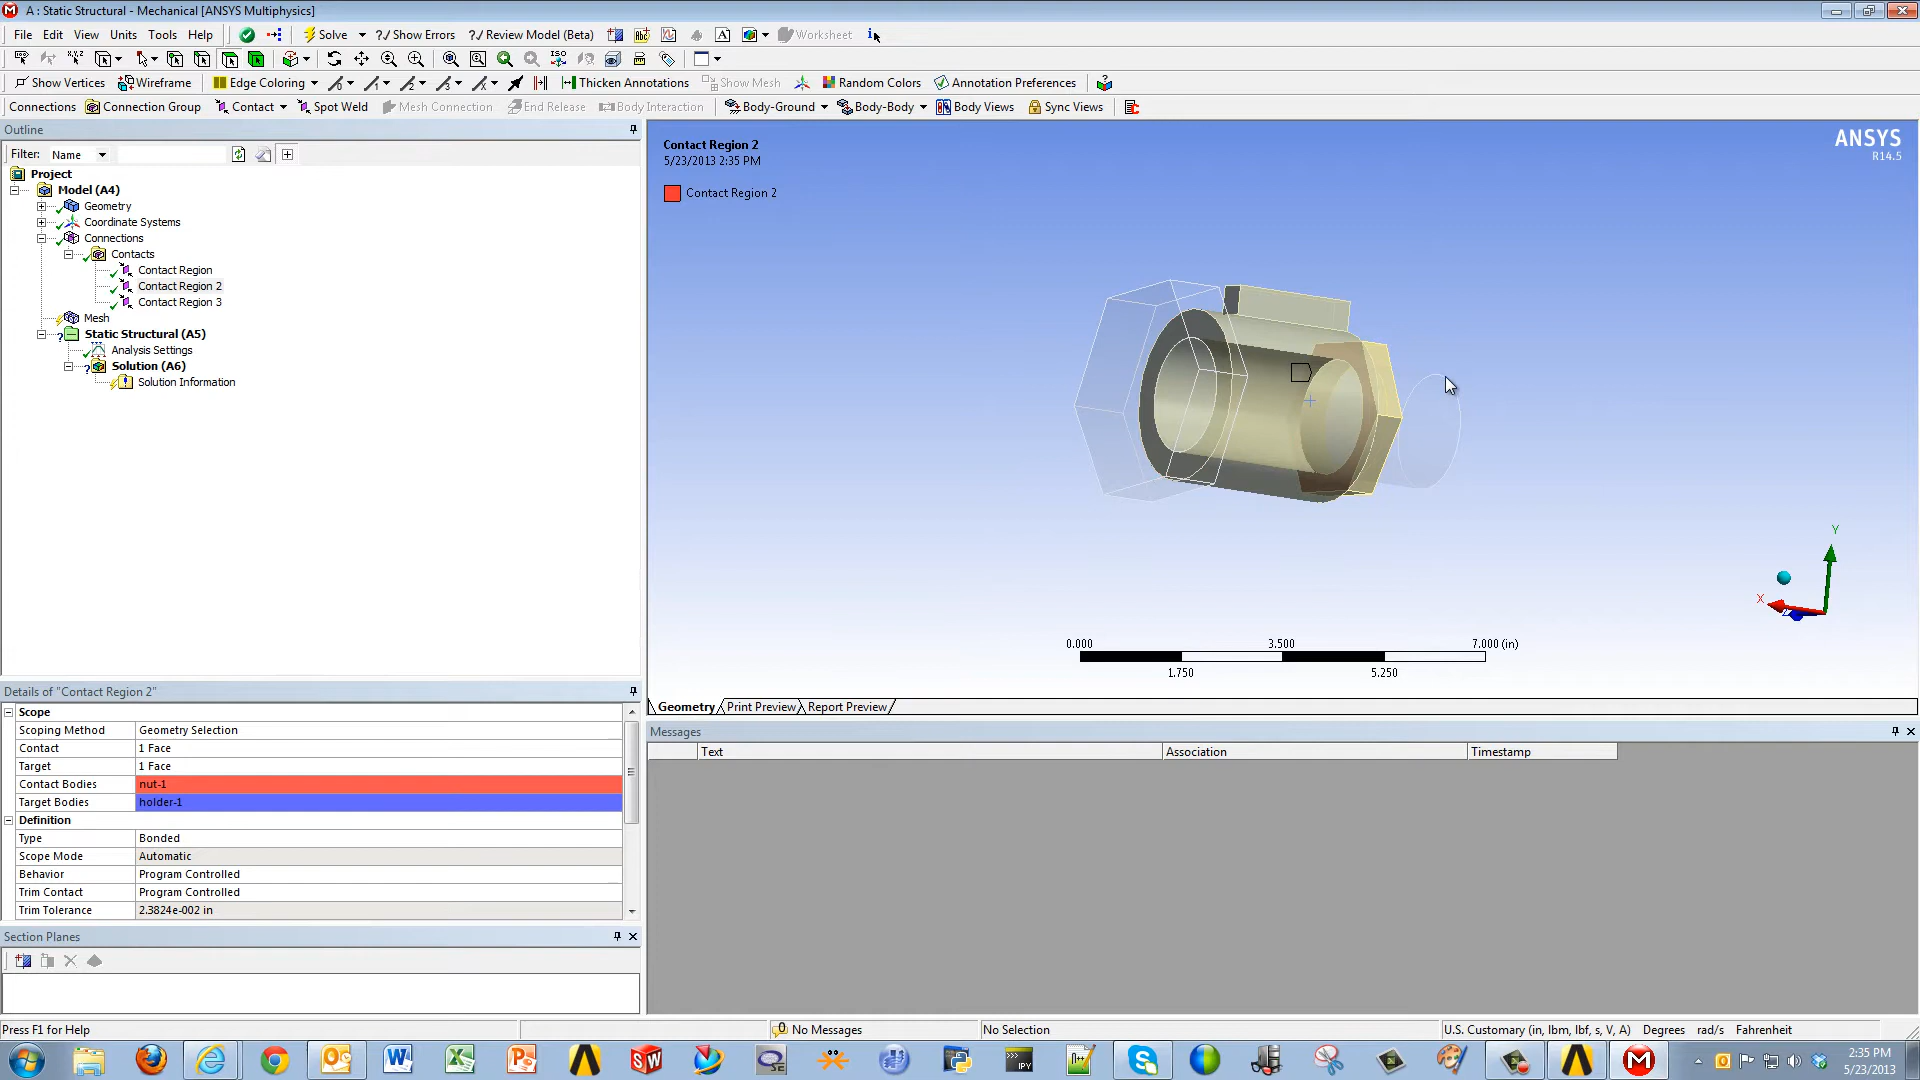 A : Static Structural - Mechanical [ANSYS Multiphysics]
File Edit View Units Tools Help Solve ?/ Show Errors ?/ Review Model (Beta) Worksheet
Show Vertices Wireframe Edge Coloring Thicken Annotations Show Mesh Random Colors Annotation Preferences
Connections Connection Group Contact Spot Weld Mesh Connection End Release Body Interaction Body-Ground Body-Body Body Views Sync Views
Outline
Filter: Name
Project
Model (A4)
Geometry
Coordinate Systems
Connections
Contacts
Contact Region
Contact Region 2
Contact Region 3
Mesh
Static Structural (A5)
Analysis Settings
Solution (A6)
Solution Information
Contact Region 2
5/23/2013 2:35 PM
Contact Region 2
ANSYS
R14.5
Y
X
Z
0.000 3.500 7.000 (in)
1.750 5.250
Geometry Print Preview Report Preview
Details of "Contact Region 2"
Scope
Scoping Method Geometry Selection
Contact 1 Face
Target 1 Face
Contact Bodies nut-1
Target Bodies holder-1
Definition
Type Bonded
Scope Mode Automatic
Behavior Program Controlled
Trim Contact Program Controlled
Trim Tolerance 2.3824e-002 in
Section Planes
Messages
Text Association Timestamp
Press F1 for Help 0 No Messages No Selection U.S. Customary (in, lbm, lbf, s, V, A) Degrees rad/s Fahrenheit
2:35 PM
5/23/2013